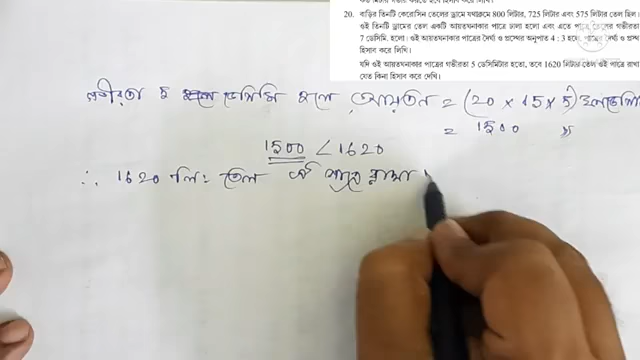 20. বাড়ির তিনটি কেরোসিন তেলের ড্রামে যথাক্রমে 800 লিটার, 725 লিটার এবং 575 লিটার তেল ছিল।
ওই তিনটি ড্রামের তেল একটি আয়তঘনাকার পাত্রে ঢালা হলো এবং এতে পাত্রে তেলের গভীরতা
7 ডেসিমি. হলো। ওই আয়তঘনাকার পাত্রের দৈর্ঘ্য ও প্রস্থের অনুপাত 4 : 3 হলে, পাত্রের দৈর্ঘ্য ও প্রস্থ
হিসাব করে লিখি।
যদি ওই আয়তঘনাকার পাত্রের গভীরতা 5 ডেসিমিটার হতো, তবে 1620 লিটার তেল ওই পাত্রে রাখা
যেত কিনা হিসাব করে দেখি।
গভীরতা 5 ডেসিমি হলে আয়তন = (20 × 15 × 5)
= 1500
1500 < 1620
∴ 1620 লি: তেল ঐ পাত্রে রাখা